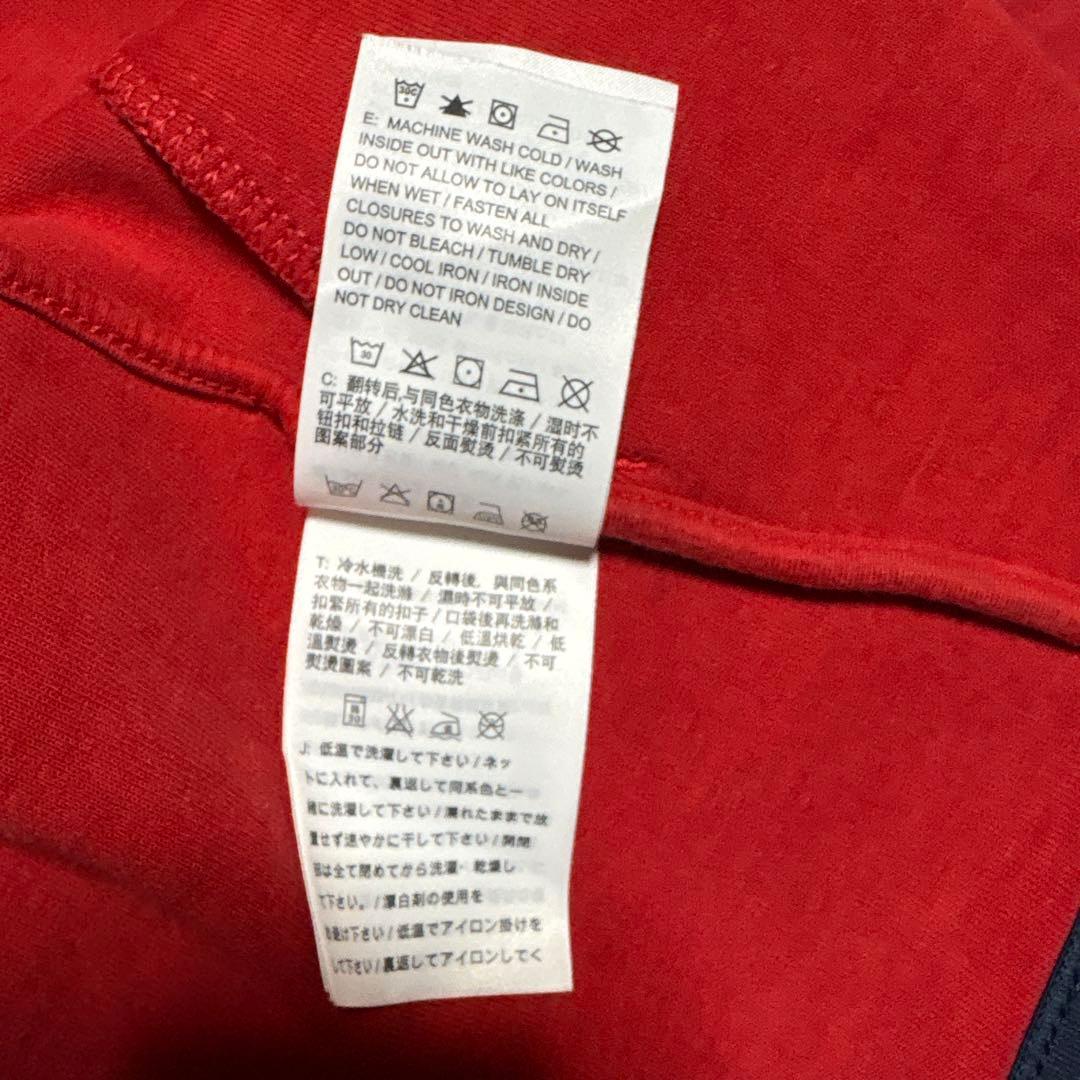 30C
E: MACHINE WASH COLD / WASH
INSIDE OUT WITH LIKE COLORS /
DO NOT ALLOW TO LAY ON ITSELF
WHEN WET / FASTEN ALL
CLOSURES TO WASH AND DRY /
DO NOT BLEACH / TUMBLE DRY
LOW / COOL IRON / IRON INSIDE
OUT / DO NOT IRON DESIGN / DO
NOT DRY CLEAN
30
C: 翻转后,与同色衣物洗涤 / 湿时不
可平放 / 水洗和干燥前扣紧所有的
钮扣和拉链 / 反面熨烫 / 不可熨烫
图案部分
T: 冷水機洗 / 反轉後, 與同色系
衣物一起洗滌 / 濕時不可平放 /
扣緊所有的扣子 / 口袋後再洗滌和
乾燥 / 不可漂白 / 低溫烘乾 / 低
溫熨燙 / 反轉衣物後熨燙 / 不可
熨燙圖案 / 不可乾洗
30
J: 低温で洗濯して下さい / ネッ
トに入れて、裏返して同系色と一
緒に洗濯して下さい / 濡れたままで放
置せず速やかに干して下さい / 開閉
部は全て閉めてから洗濯・乾燥し
て下さい。/ 漂白剤の使用を
お避け下さい / 低温でアイロン掛けを
して下さい / 裏返してアイロンしてく